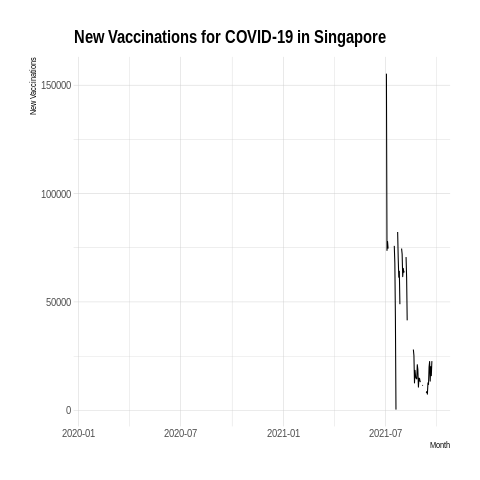 New Vaccinations for COVID-19 in Singapore
New Vaccinations
150000
100000
50000
0
2020-01 2020-07 2021-01 2021-07
Month